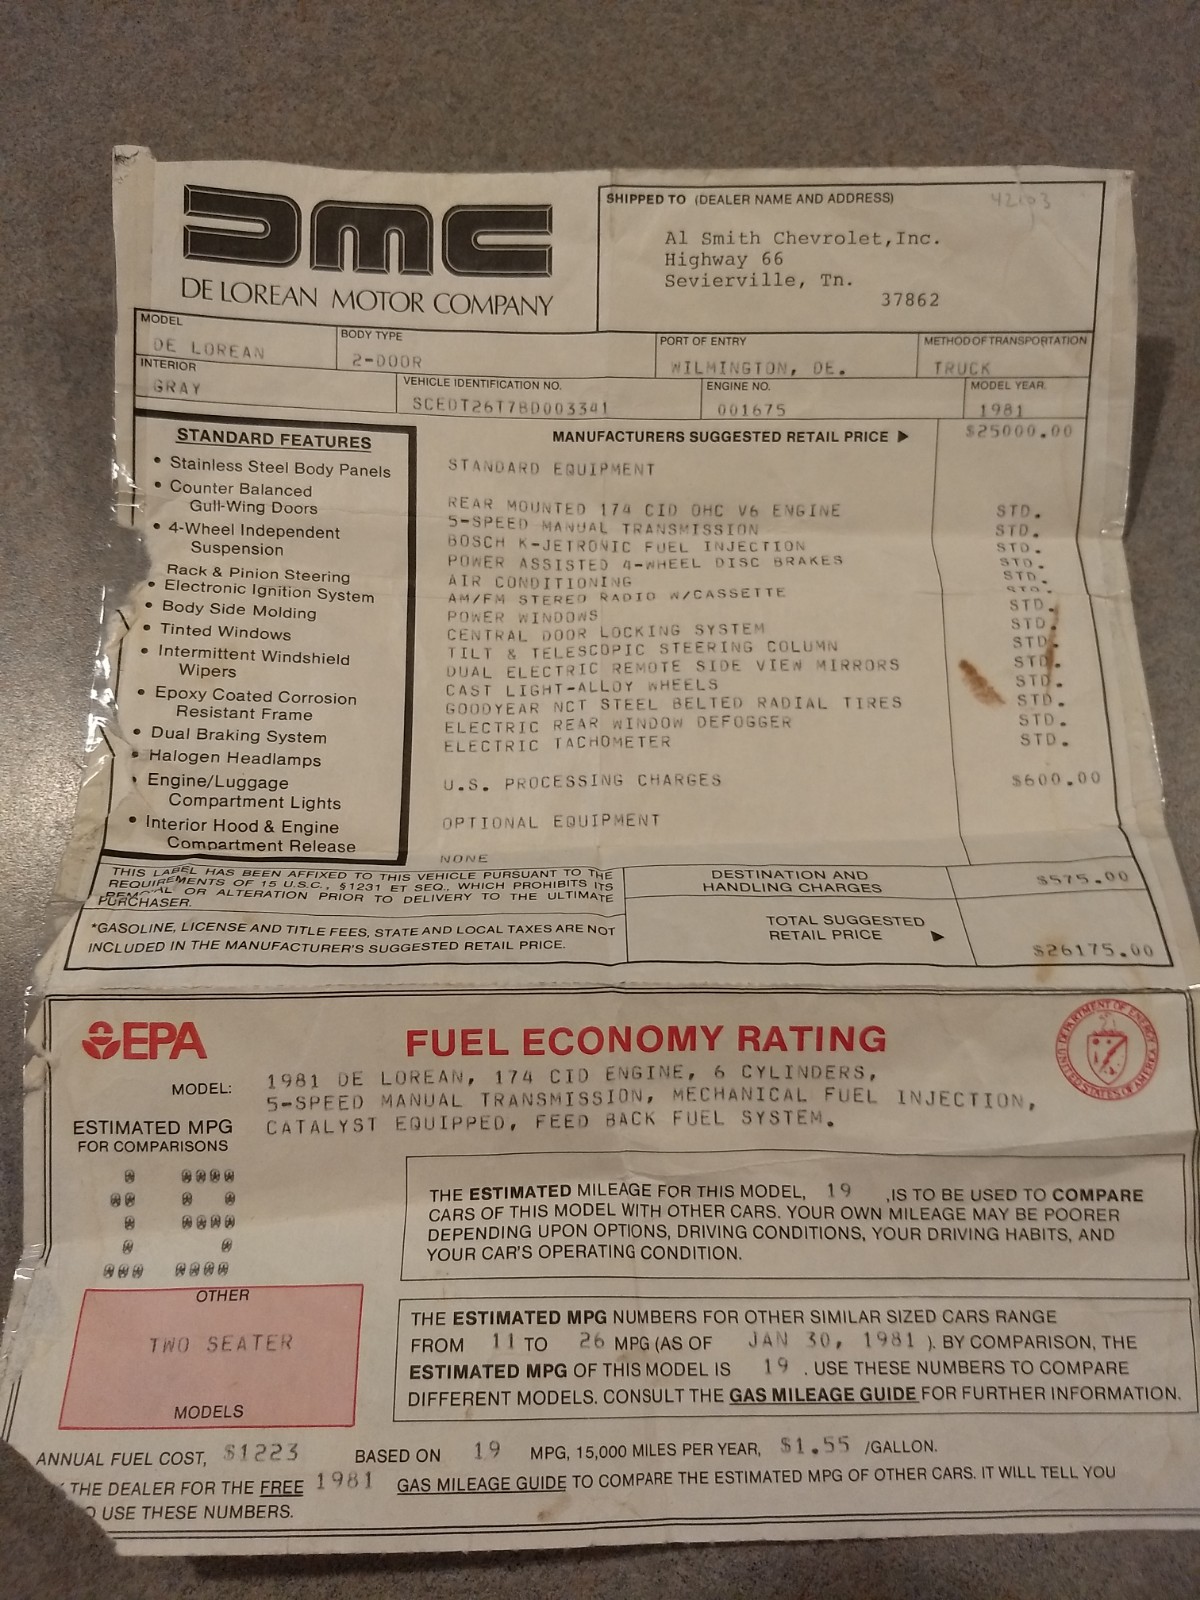 DMC
DE LOREAN MOTOR COMPANY
SHIPPED TO (DEALER NAME AND ADDRESS)
Al Smith Chevrolet,Inc.
Highway 66
Sevierville, Tn.
37862
MODEL
DE LOREAN
BODY TYPE
2-DOOR
PORT OF ENTRY
WILMINGTON, DE.
METHOD OF TRANSPORTATION
TRUCK
INTERIOR
GRAY
VEHICLE IDENTIFICATION NO.
SCEDT26T7BD003341
ENGINE NO.
001675
MODEL YEAR.
1981
STANDARD FEATURES
• Stainless Steel Body Panels
• Counter Balanced
Gull-Wing Doors
• 4-Wheel Independent
Suspension
Rack & Pinion Steering
• Electronic Ignition System
• Body Side Molding
• Tinted Windows
• Intermittent Windshield
Wipers
• Epoxy Coated Corrosion
Resistant Frame
• Dual Braking System
• Halogen Headlamps
• Engine/Luggage
Compartment Lights
• Interior Hood & Engine
Compartment Release
MANUFACTURERS SUGGESTED RETAIL PRICE ▶ $25000.00
STANDARD EQUIPMENT
REAR MOUNTED 174 CID OHC V6 ENGINE STD.
5-SPEED MANUAL TRANSMISSION STD.
BOSCH K-JETRONIC FUEL INJECTION STD.
POWER ASSISTED 4-WHEEL DISC BRAKES STD.
AIR CONDITIONING STD.
AM/FM STEREO RADIO W/CASSETTE STD.
POWER WINDOWS STD.
CENTRAL DOOR LOCKING SYSTEM STD.
TILT & TELESCOPIC STEERING COLUMN STD.
DUAL ELECTRIC REMOTE SIDE VIEW MIRRORS STD.
CAST LIGHT-ALLOY WHEELS STD.
GOODYEAR NCT STEEL BELTED RADIAL TIRES STD.
ELECTRIC REAR WINDOW DEFOGGER STD.
ELECTRIC TACHOMETER STD.
U.S. PROCESSING CHARGES $600.00
OPTIONAL EQUIPMENT
NONE
THIS LABEL HAS BEEN AFFIXED TO THIS VEHICLE PURSUANT TO THE
REQUIREMENTS OF 15 U.S.C., §1231 ET SEQ., WHICH PROHIBITS ITS
REMOVAL OR ALTERATION PRIOR TO DELIVERY TO THE ULTIMATE
PURCHASER.
*GASOLINE, LICENSE AND TITLE FEES, STATE AND LOCAL TAXES ARE NOT
INCLUDED IN THE MANUFACTURER'S SUGGESTED RETAIL PRICE.
DESTINATION AND
HANDLING CHARGES $575.00
TOTAL SUGGESTED
RETAIL PRICE ▶ $26175.00
EPA
FUEL ECONOMY RATING
DEPARTMENT OF ENERGY
UNITED STATES OF AMERICA
MODEL: 1981 DE LOREAN, 174 CID ENGINE, 6 CYLINDERS,
5-SPEED MANUAL TRANSMISSION, MECHANICAL FUEL INJECTION,
CATALYST EQUIPPED, FEED BACK FUEL SYSTEM.
ESTIMATED MPG
FOR COMPARISONS
19
THE ESTIMATED MILEAGE FOR THIS MODEL, 19 ,IS TO BE USED TO COMPARE
CARS OF THIS MODEL WITH OTHER CARS. YOUR OWN MILEAGE MAY BE POORER
DEPENDING UPON OPTIONS, DRIVING CONDITIONS, YOUR DRIVING HABITS, AND
YOUR CAR'S OPERATING CONDITION.
OTHER
TWO SEATER
MODELS
THE ESTIMATED MPG NUMBERS FOR OTHER SIMILAR SIZED CARS RANGE
FROM 11 TO 26 MPG (AS OF JAN 30, 1981 ). BY COMPARISON, THE
ESTIMATED MPG OF THIS MODEL IS 19 . USE THESE NUMBERS TO COMPARE
DIFFERENT MODELS. CONSULT THE GAS MILEAGE GUIDE FOR FURTHER INFORMATION.
ANNUAL FUEL COST, $1223 BASED ON 19 MPG, 15,000 MILES PER YEAR, $1.55 /GALLON.
THE DEALER FOR THE FREE 1981 GAS MILEAGE GUIDE TO COMPARE THE ESTIMATED MPG OF OTHER CARS. IT WILL TELL YOU
USE THESE NUMBERS.